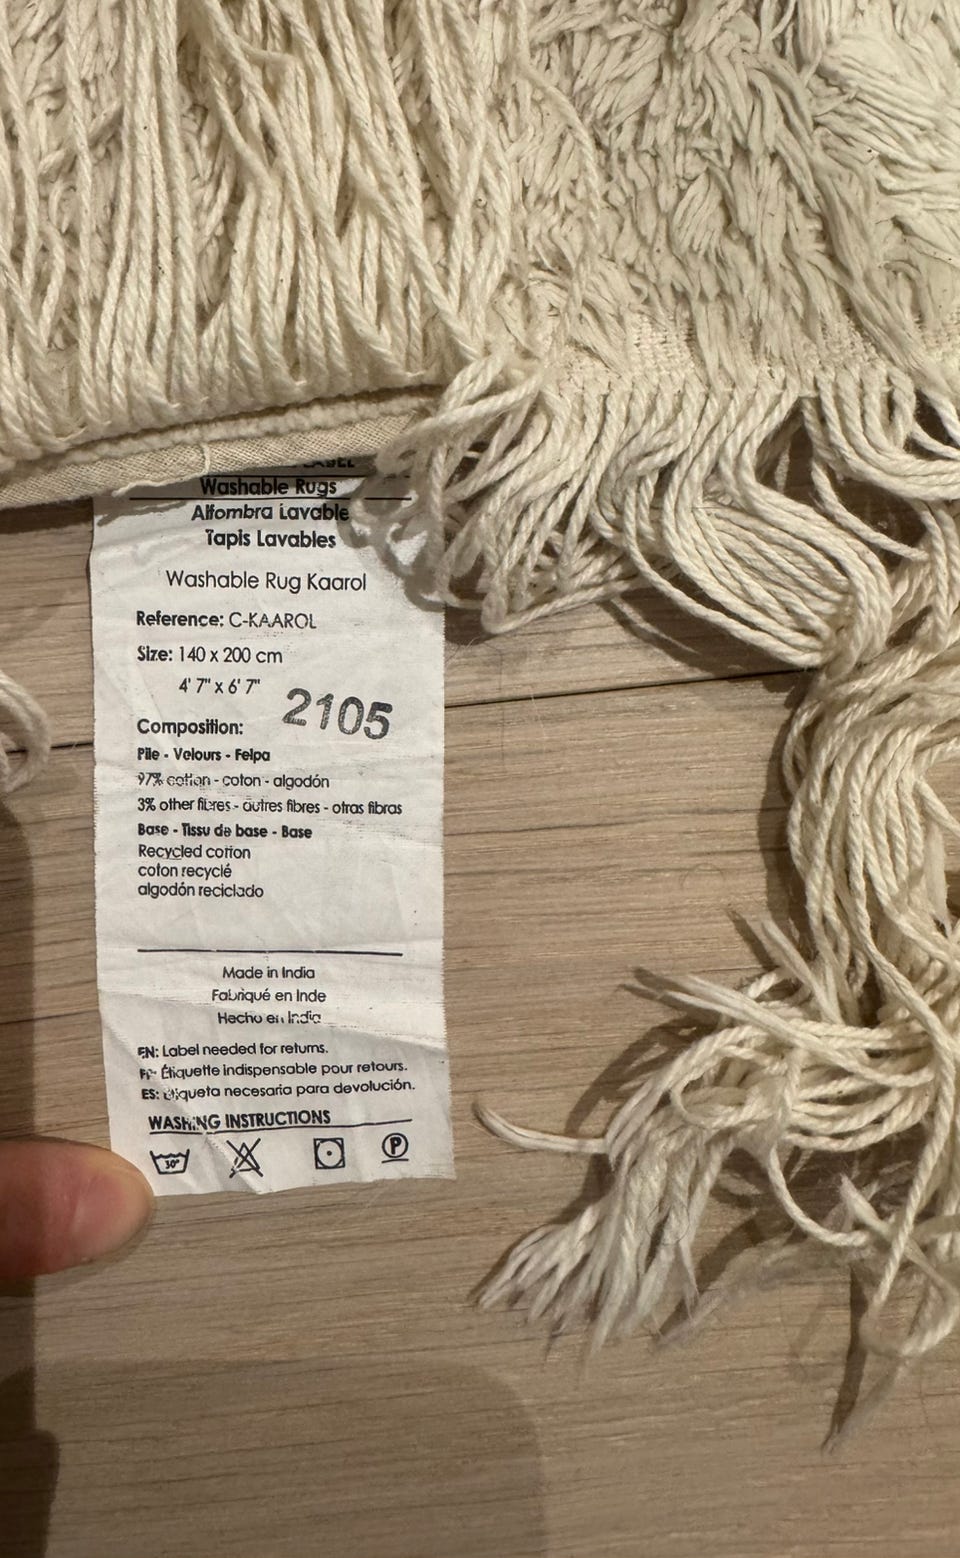 LABEL
Washable Rugs
Alfombra Lavable
Tapis Lavables
Washable Rug Kaarol
Reference: C-KAAROL
Size: 140 x 200 cm
4' 7" x 6' 7"
2105
Composition:
Pile - Velours - Felpa
97% cotton - coton - algodón
3% other fibres - autres fibres - otras fibras
Base - Tissu de base - Base
Recycled cotton
coton recyclé
algodón reciclado
Made in India
Fabriqué en Inde
Hecho en India
EN: Label needed for returns.
FR: Étiquette indispensable pour retours.
ES: Etiqueta necesaria para devolución.
WASHING INSTRUCTIONS
30° P